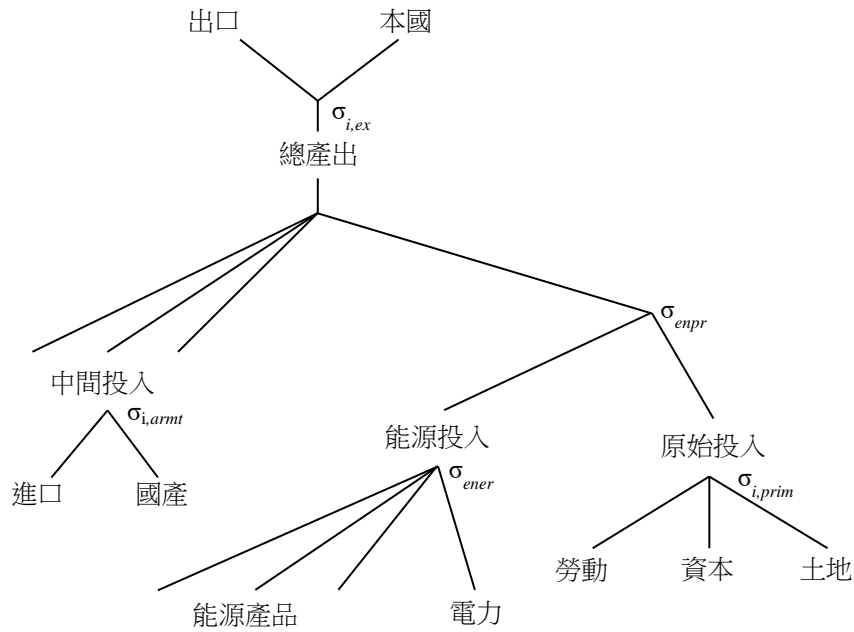 出口
本國
σi,ex
總產出
σenpr
中間投入
σi,armt
進口
國產
能源投入
σener
原始投入
σi,prim
勞動
資本
土地
能源產品
電力